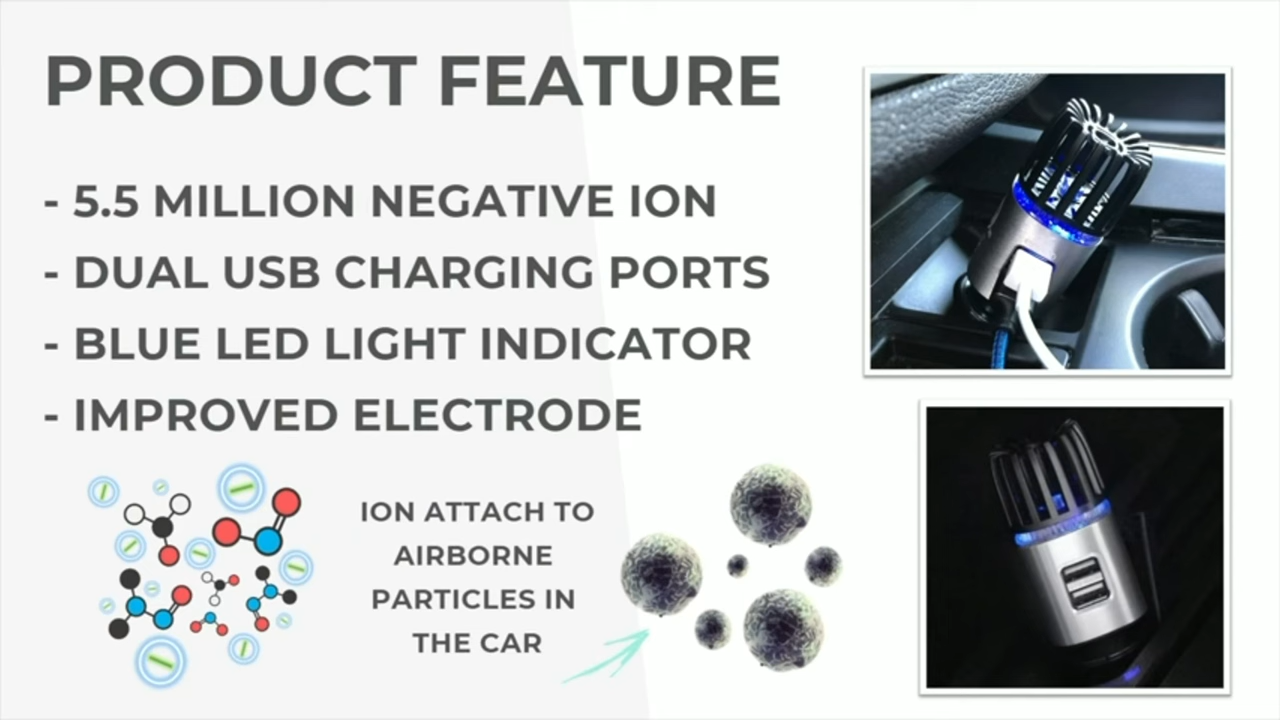 PRODUCT FEATURE
- 5.5 MILLION NEGATIVE ION
- DUAL USB CHARGING PORTS
- BLUE LED LIGHT INDICATOR
- IMPROVED ELECTRODE
ION ATTACH TO
AIRBORNE
PARTICLES IN
THE CAR